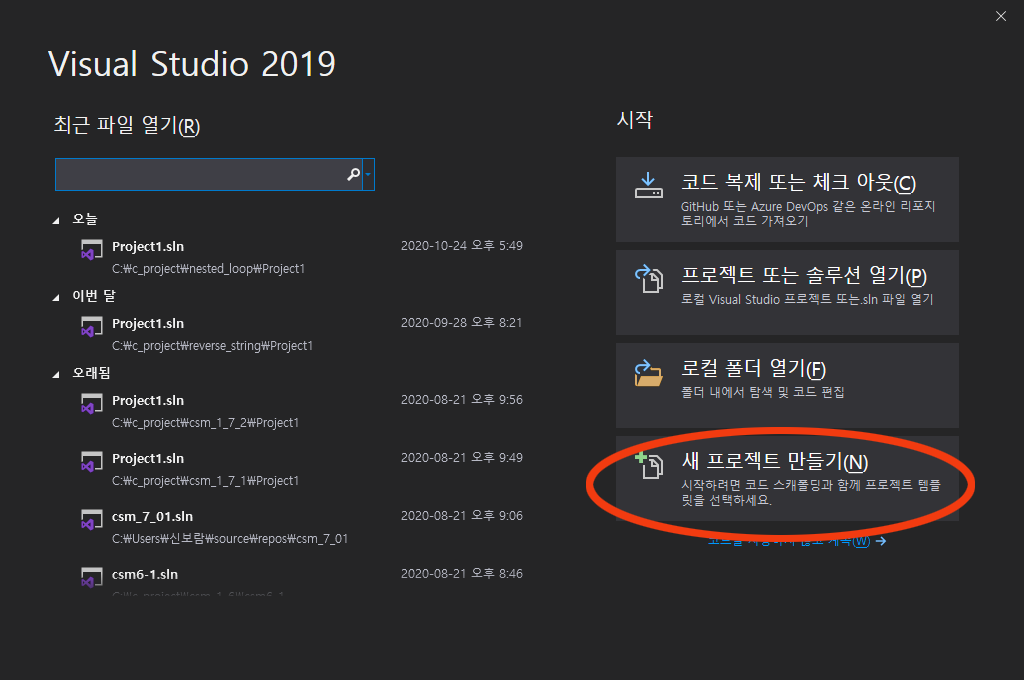 Visual Studio 2019
최근 파일 열기(R)
오늘
Project1.sln 2020-10-24 오후 5:49
C:₩c_project₩nested_loop₩Project1
이번 달
Project1.sln 2020-09-28 오후 8:21
C:₩c_project₩reverse_string₩Project1
오래됨
Project1.sln 2020-08-21 오후 9:56
C:₩c_project₩csm_1_7_2₩Project1
Project1.sln 2020-08-21 오후 9:49
C:₩c_project₩csm_1_7_1₩Project1
csm_7_01.sln 2020-08-21 오후 9:06
C:₩Users₩신보람₩source₩repos₩csm_7_01
csm6-1.sln 2020-08-21 오후 8:46
시작
코드 복제 또는 체크 아웃(C)
GitHub 또는 Azure DevOps 같은 온라인 리포지
토리에서 코드 가져오기
프로젝트 또는 솔루션 열기(P)
로컬 Visual Studio 프로젝트 또는.sln 파일 열기
로컬 폴더 열기(F)
폴더 내에서 탐색 및 코드 편집
새 프로젝트 만들기(N)
시작하려면 코드 스캐폴딩과 함께 프로젝트 템플
릿을 선택하세요.
계속(W) →